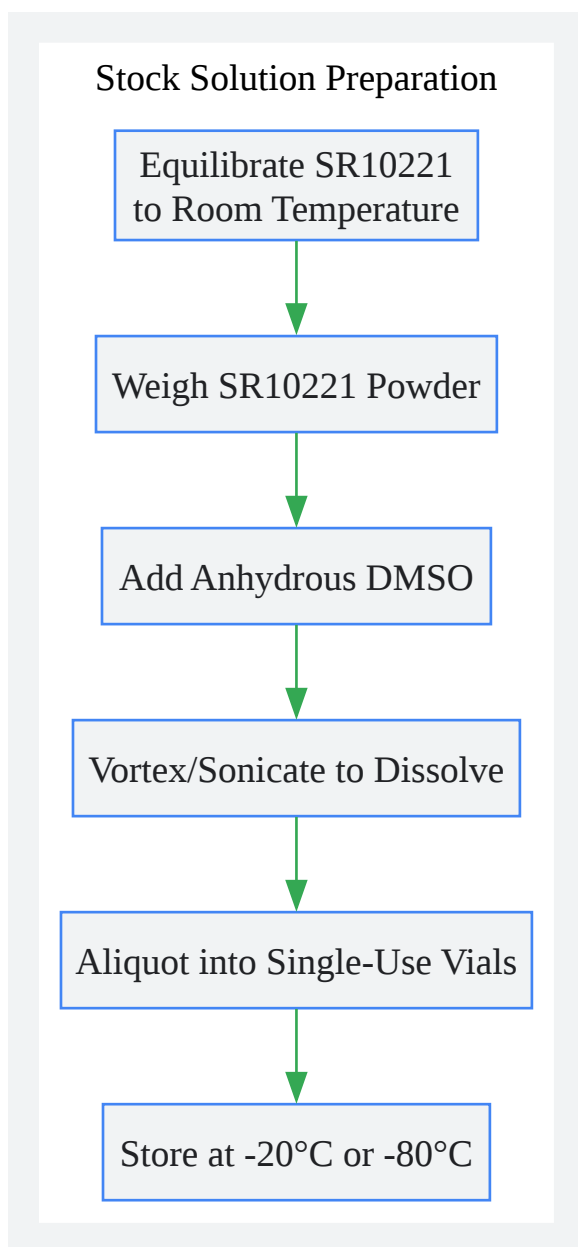 Stock Solution Preparation
Equilibrate SR10221
to Room Temperature
Weigh SR10221 Powder
Add Anhydrous DMSO
Vortex/Sonicate to Dissolve
Aliquot into Single-Use Vials
Store at -20°C or -80°C